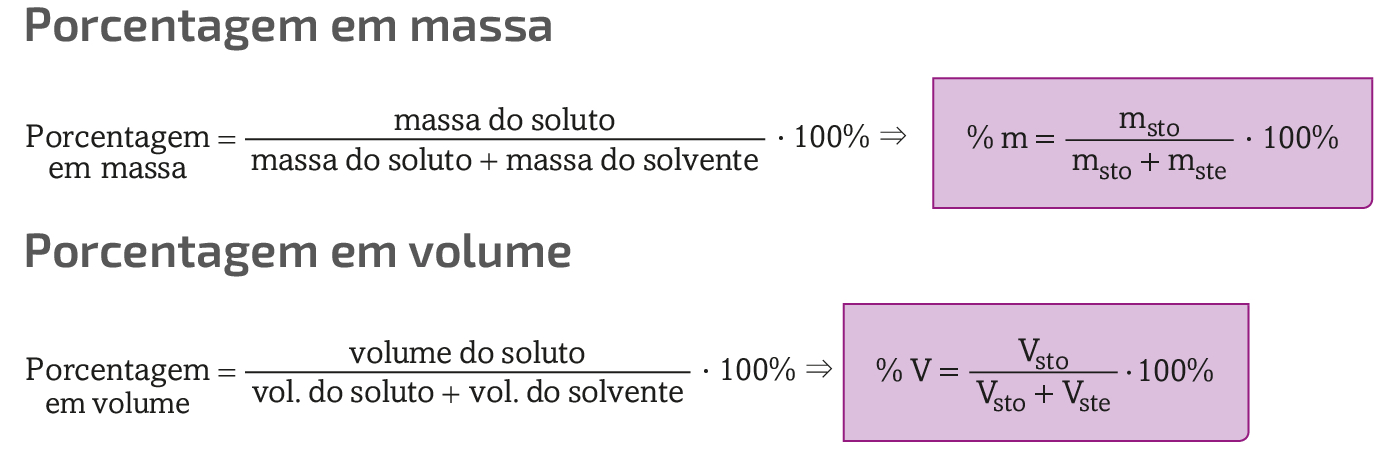 Porcentagem em massa
Porcentagem em massa = massa do soluto / massa do soluto + massa do solvente · 100% ⇒ % m = m_sto / m_sto + m_ste · 100%
Porcentagem em volume
Porcentagem em volume = volume do soluto / vol. do soluto + vol. do solvente · 100% ⇒ % V = V_sto / V_sto + V_ste · 100%